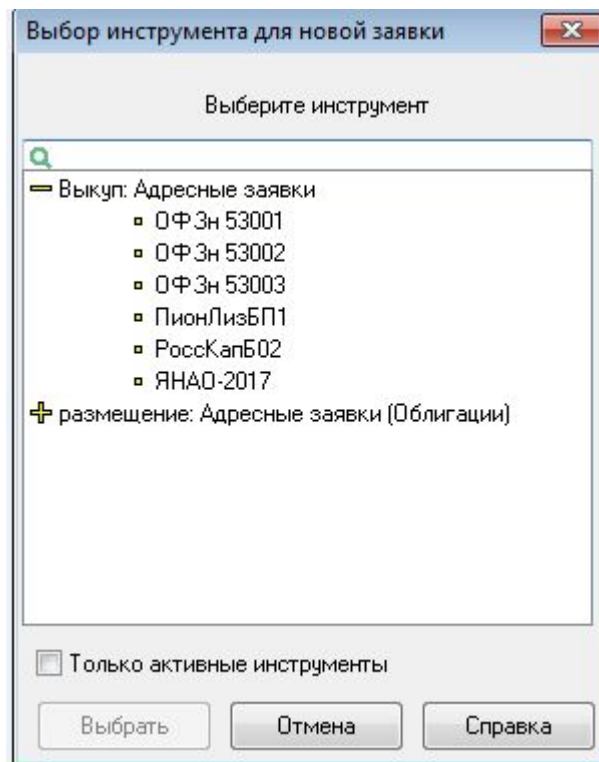 Выбор инструмента для новой заявки
Выберите инструмент
Выкуп: Адресные заявки
ОФЗн 53001
ОФЗн 53002
ОФЗн 53003
ПионЛизБП1
РоссКапБ02
ЯНАО-2017
размещение: Адресные заявки (Облигации)
Только активные инструменты
Выбрать
Отмена
Справка